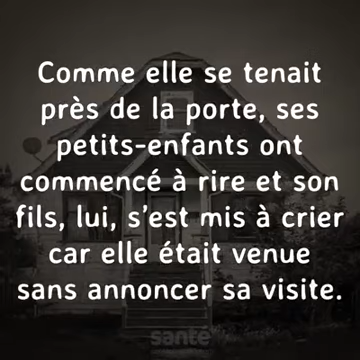 Comme elle se tenait
près de la porte, ses
petits-enfants ont
commencé à rire et son
fils, lui, s'est mis à crier
car elle était venue
sans annoncer sa visite.
santé